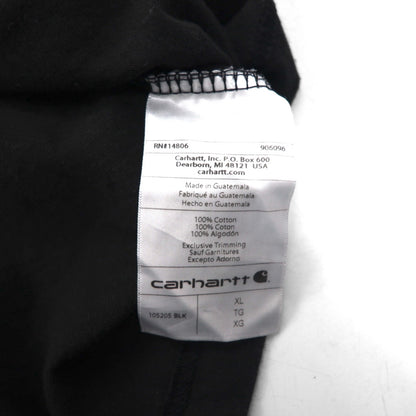 RN#14806 905096
Carhartt, Inc. P.O. Box 600
Dearborn, MI 48121 USA
carhartt.com
Made in Guatemala
Fabriqué au Guatemala
Hecho en Guatemala
100% Cotton
100% Cotton
100% Algodón
Exclusive Trimming
Sauf Garnitures
Excepto Adorno
carhartt
105205 BLK
XL
TG
XG